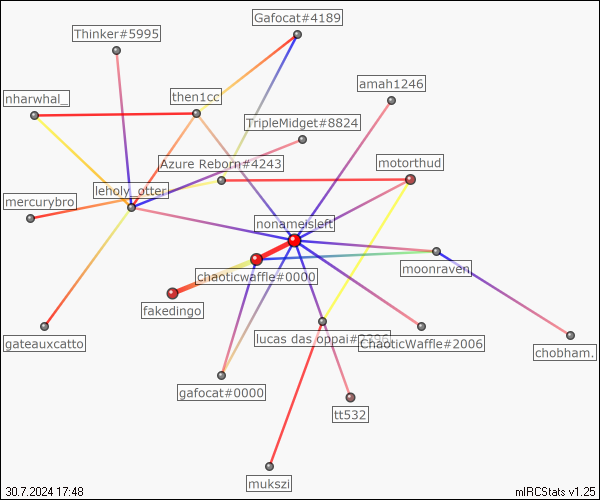 Gafocat#4189
Thinker#5995
amah1246
nharwhal_
then1cc
TripleMidget#8824
Azure Reborn#4243
motorthud
leholy_otter
mercurybro
nonameisleft
moonraven
chaoticwaffle#0000
fakedingo
lucas das oppai#2296
ChaoticWaffle#2006
gateauxcatto
chobham.
gafocat#0000
tt532
mukszi
30.7.2024 17:48
mIRCStats v1.25